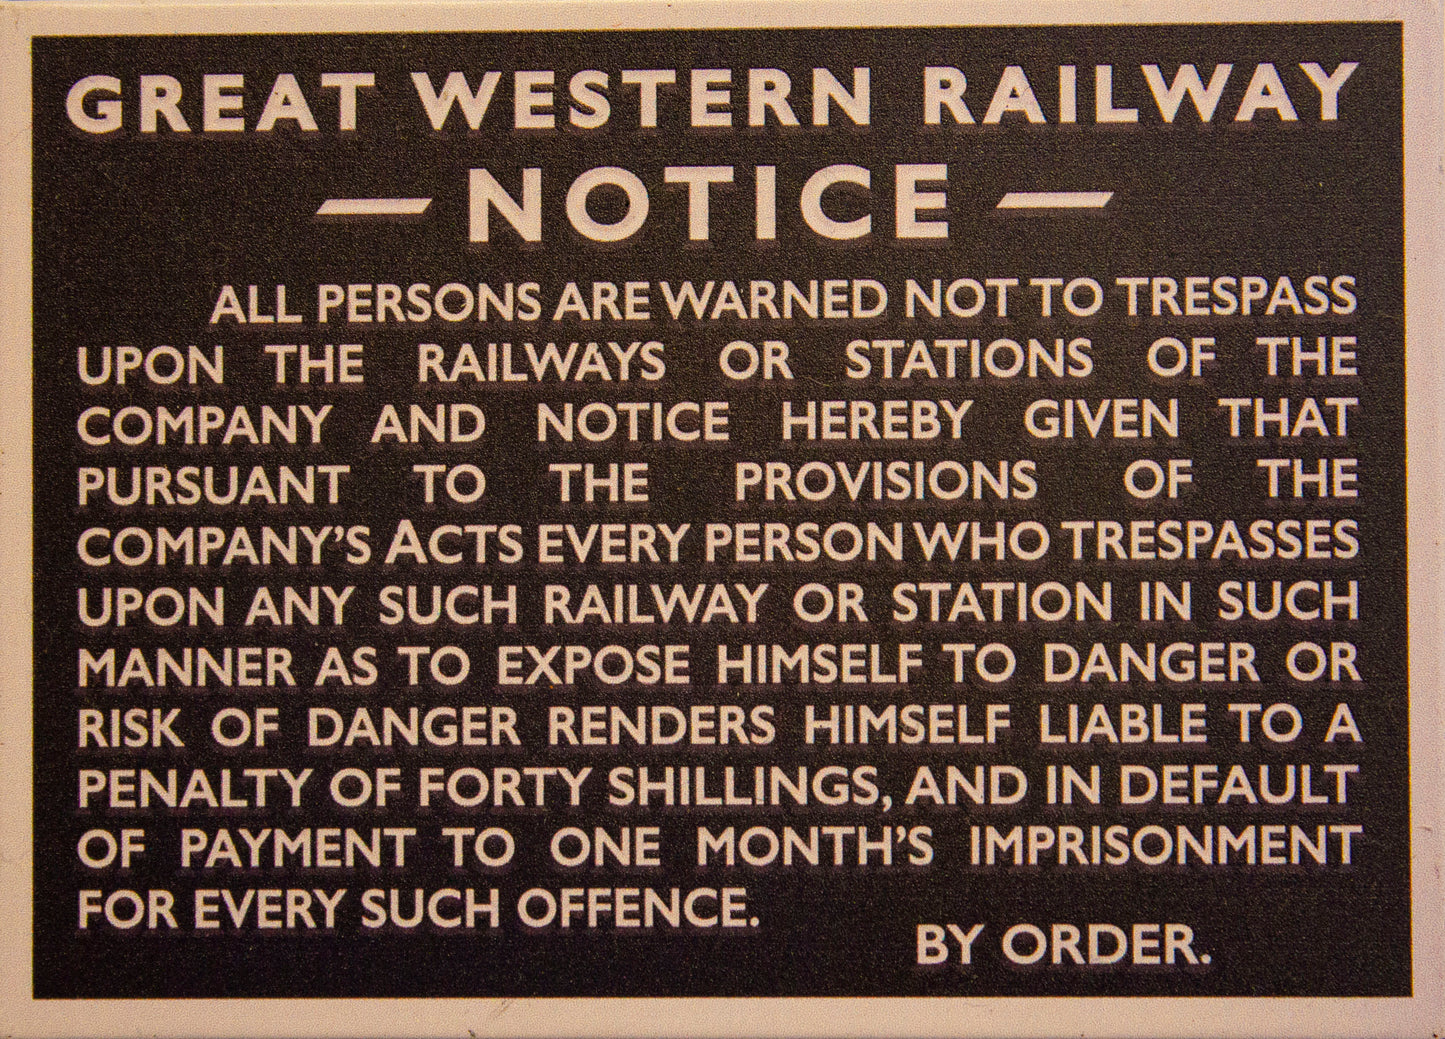 GREAT WESTERN RAILWAY
— NOTICE —
ALL PERSONS ARE WARNED NOT TO TRESPASS
UPON THE RAILWAYS OR STATIONS OF THE
COMPANY AND NOTICE HEREBY GIVEN THAT
PURSUANT TO THE PROVISIONS OF THE
COMPANY'S ACTS EVERY PERSON WHO TRESPASSES
UPON ANY SUCH RAILWAY OR STATION IN SUCH
MANNER AS TO EXPOSE HIMSELF TO DANGER OR
RISK OF DANGER RENDERS HIMSELF LIABLE TO A
PENALTY OF FORTY SHILLINGS, AND IN DEFAULT
OF PAYMENT TO ONE MONTH'S IMPRISONMENT
FOR EVERY SUCH OFFENCE.
BY ORDER.